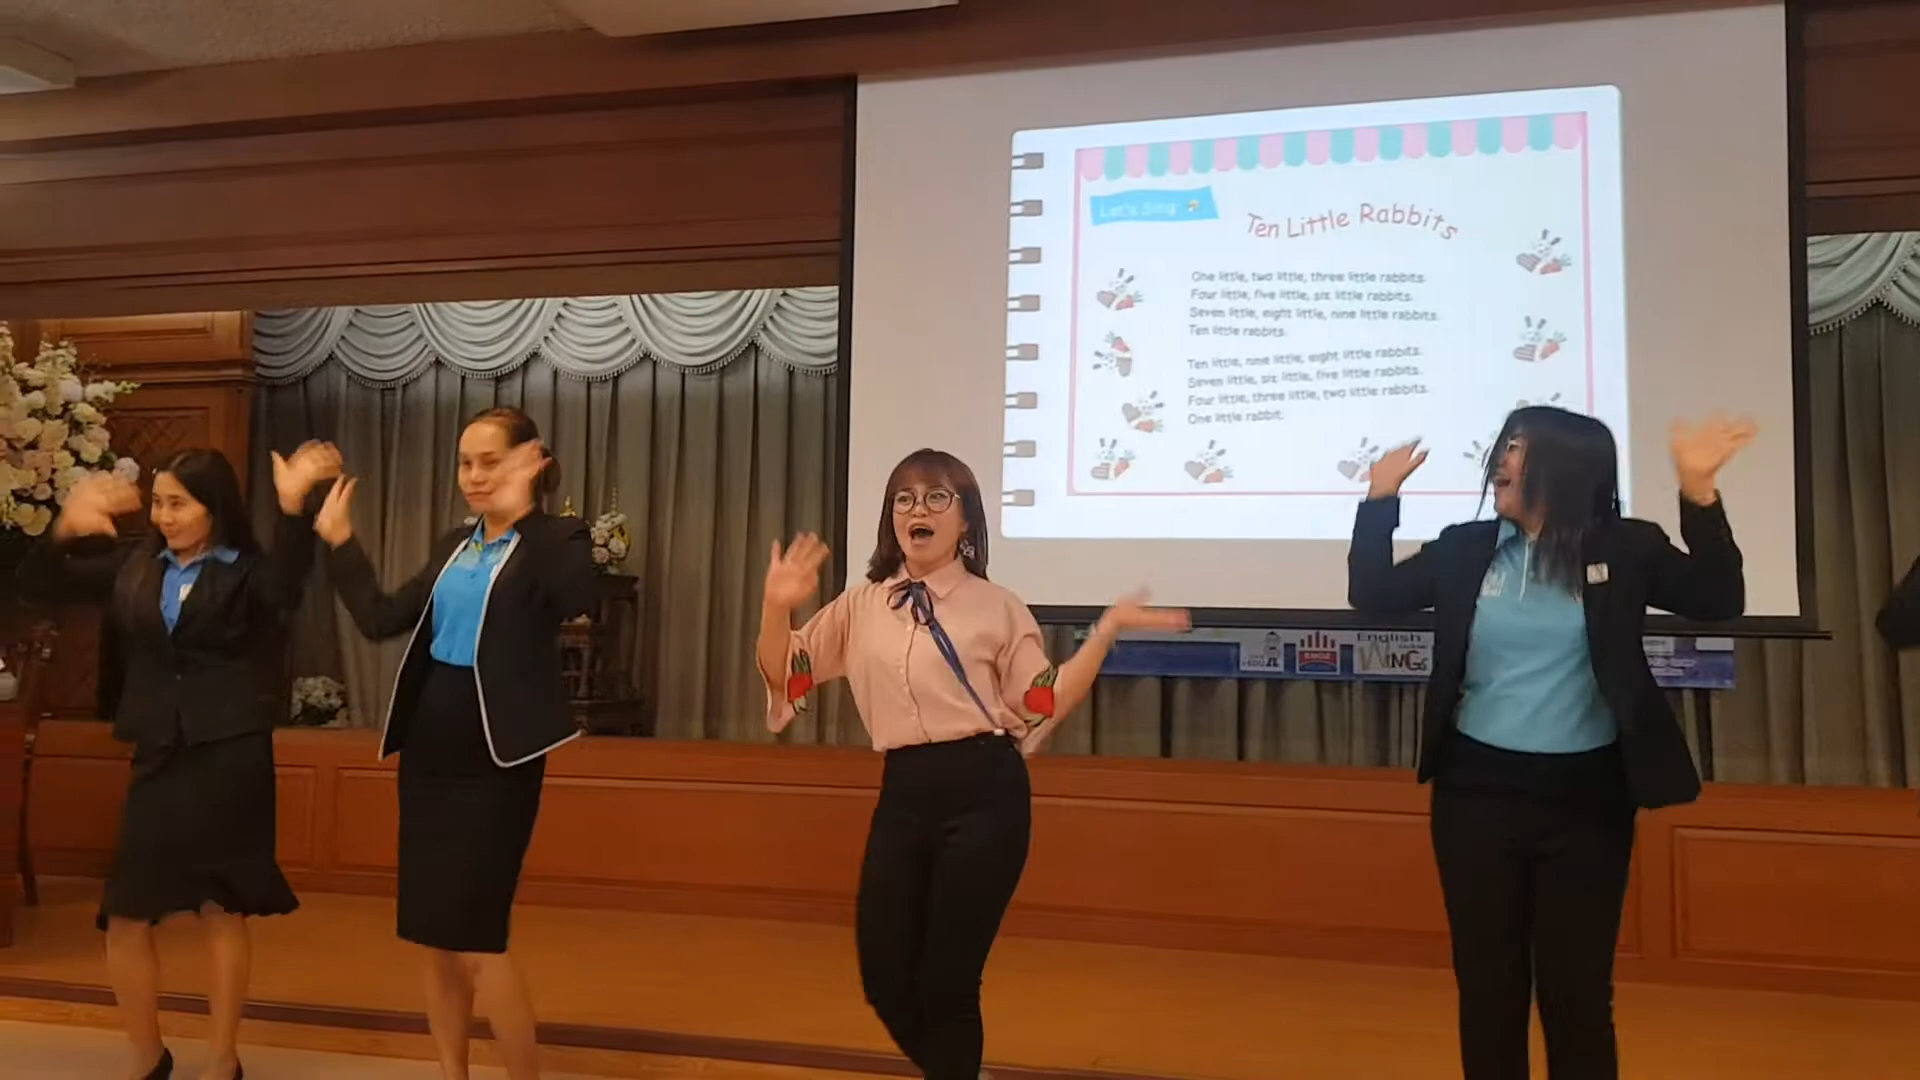 Let's Sing
Ten Little Rabbits
One little, two little, three little rabbits.
Four little, five little, six little rabbits.
Seven little, eight little, nine little rabbits.
Ten little rabbits.
Ten little, nine little, eight little rabbits.
Seven little, six little, five little rabbits.
Four little, three little, two little rabbits.
One little rabbit.
English
WINGS